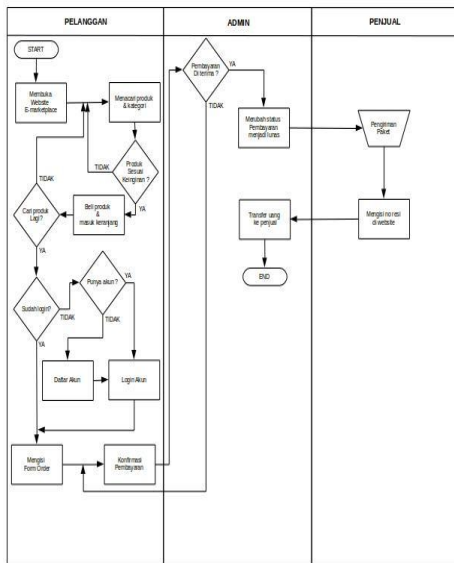 PELANGGAN
ADMIN
PENJUAL
START
Membuka
Website
E-marketplace
Menacari produk
& kategori
Produk
Sesuai
Keinginan ?
TIDAK
YA
Beli produk
&
masuk keranjang
Cari produk
Lagi?
TIDAK
YA
Sudah login?
TIDAK
YA
Punya akun ?
YA
TIDAK
Daftar Akun
Login Akun
Mengisi
Form Order
Konfirmasi
Pembayaran
Pembayaran
Di terima ?
YA
TIDAK
Merubah status
Pembayaran
menjadi lunas
Pengiriman
Paket
Mengisi no resi
di website
Transfer uang
ke penjual
END